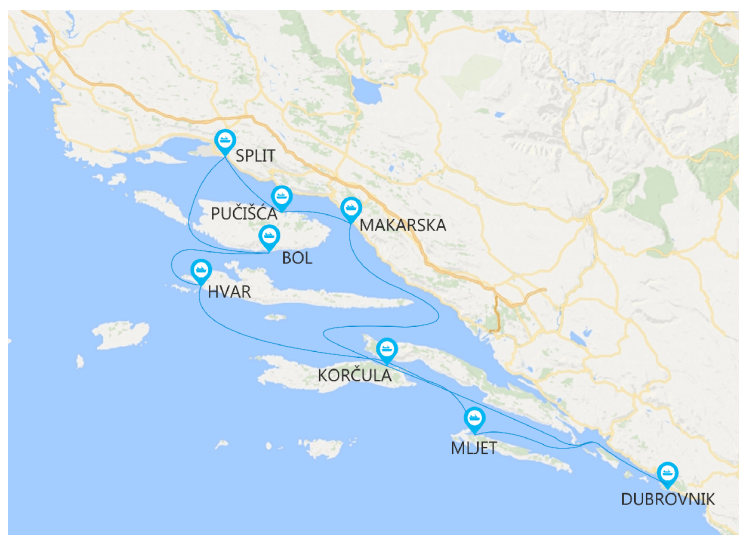 SPLIT
PUČIŠĆA
MAKARSKA
BOL
HVAR
KORČULA
MLJET
DUBROVNIK